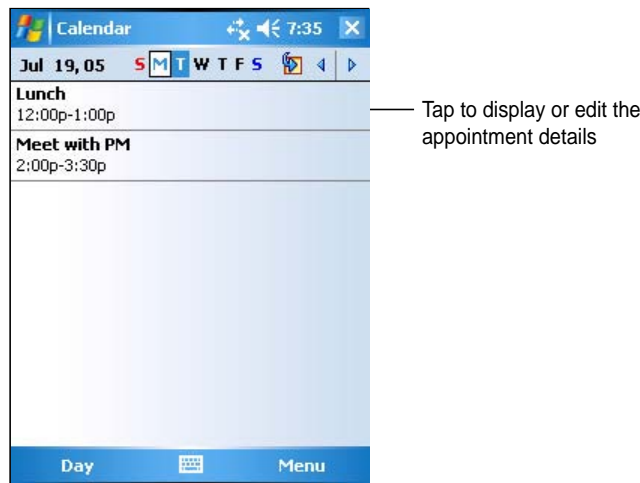 Calendar 7:35
Jul 19, 05 S M T W T F S
Lunch
12:00p-1:00p
Tap to display or edit the
appointment details
Meet with PM
2:00p-3:30p
Day Menu